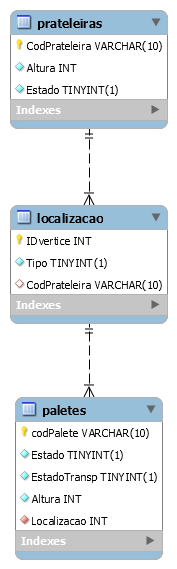 prateleiras
CodPrateleira VARCHAR(10)
Altura INT
Estado TINYINT(1)
Indexes
localizacao
IDvertice INT
Tipo TINYINT(1)
CodPrateleira VARCHAR(10)
Indexes
paletes
codPalete VARCHAR(10)
Estado TINYINT(1)
EstadoTransp TINYINT(1)
Altura INT
Localizacao INT
Indexes